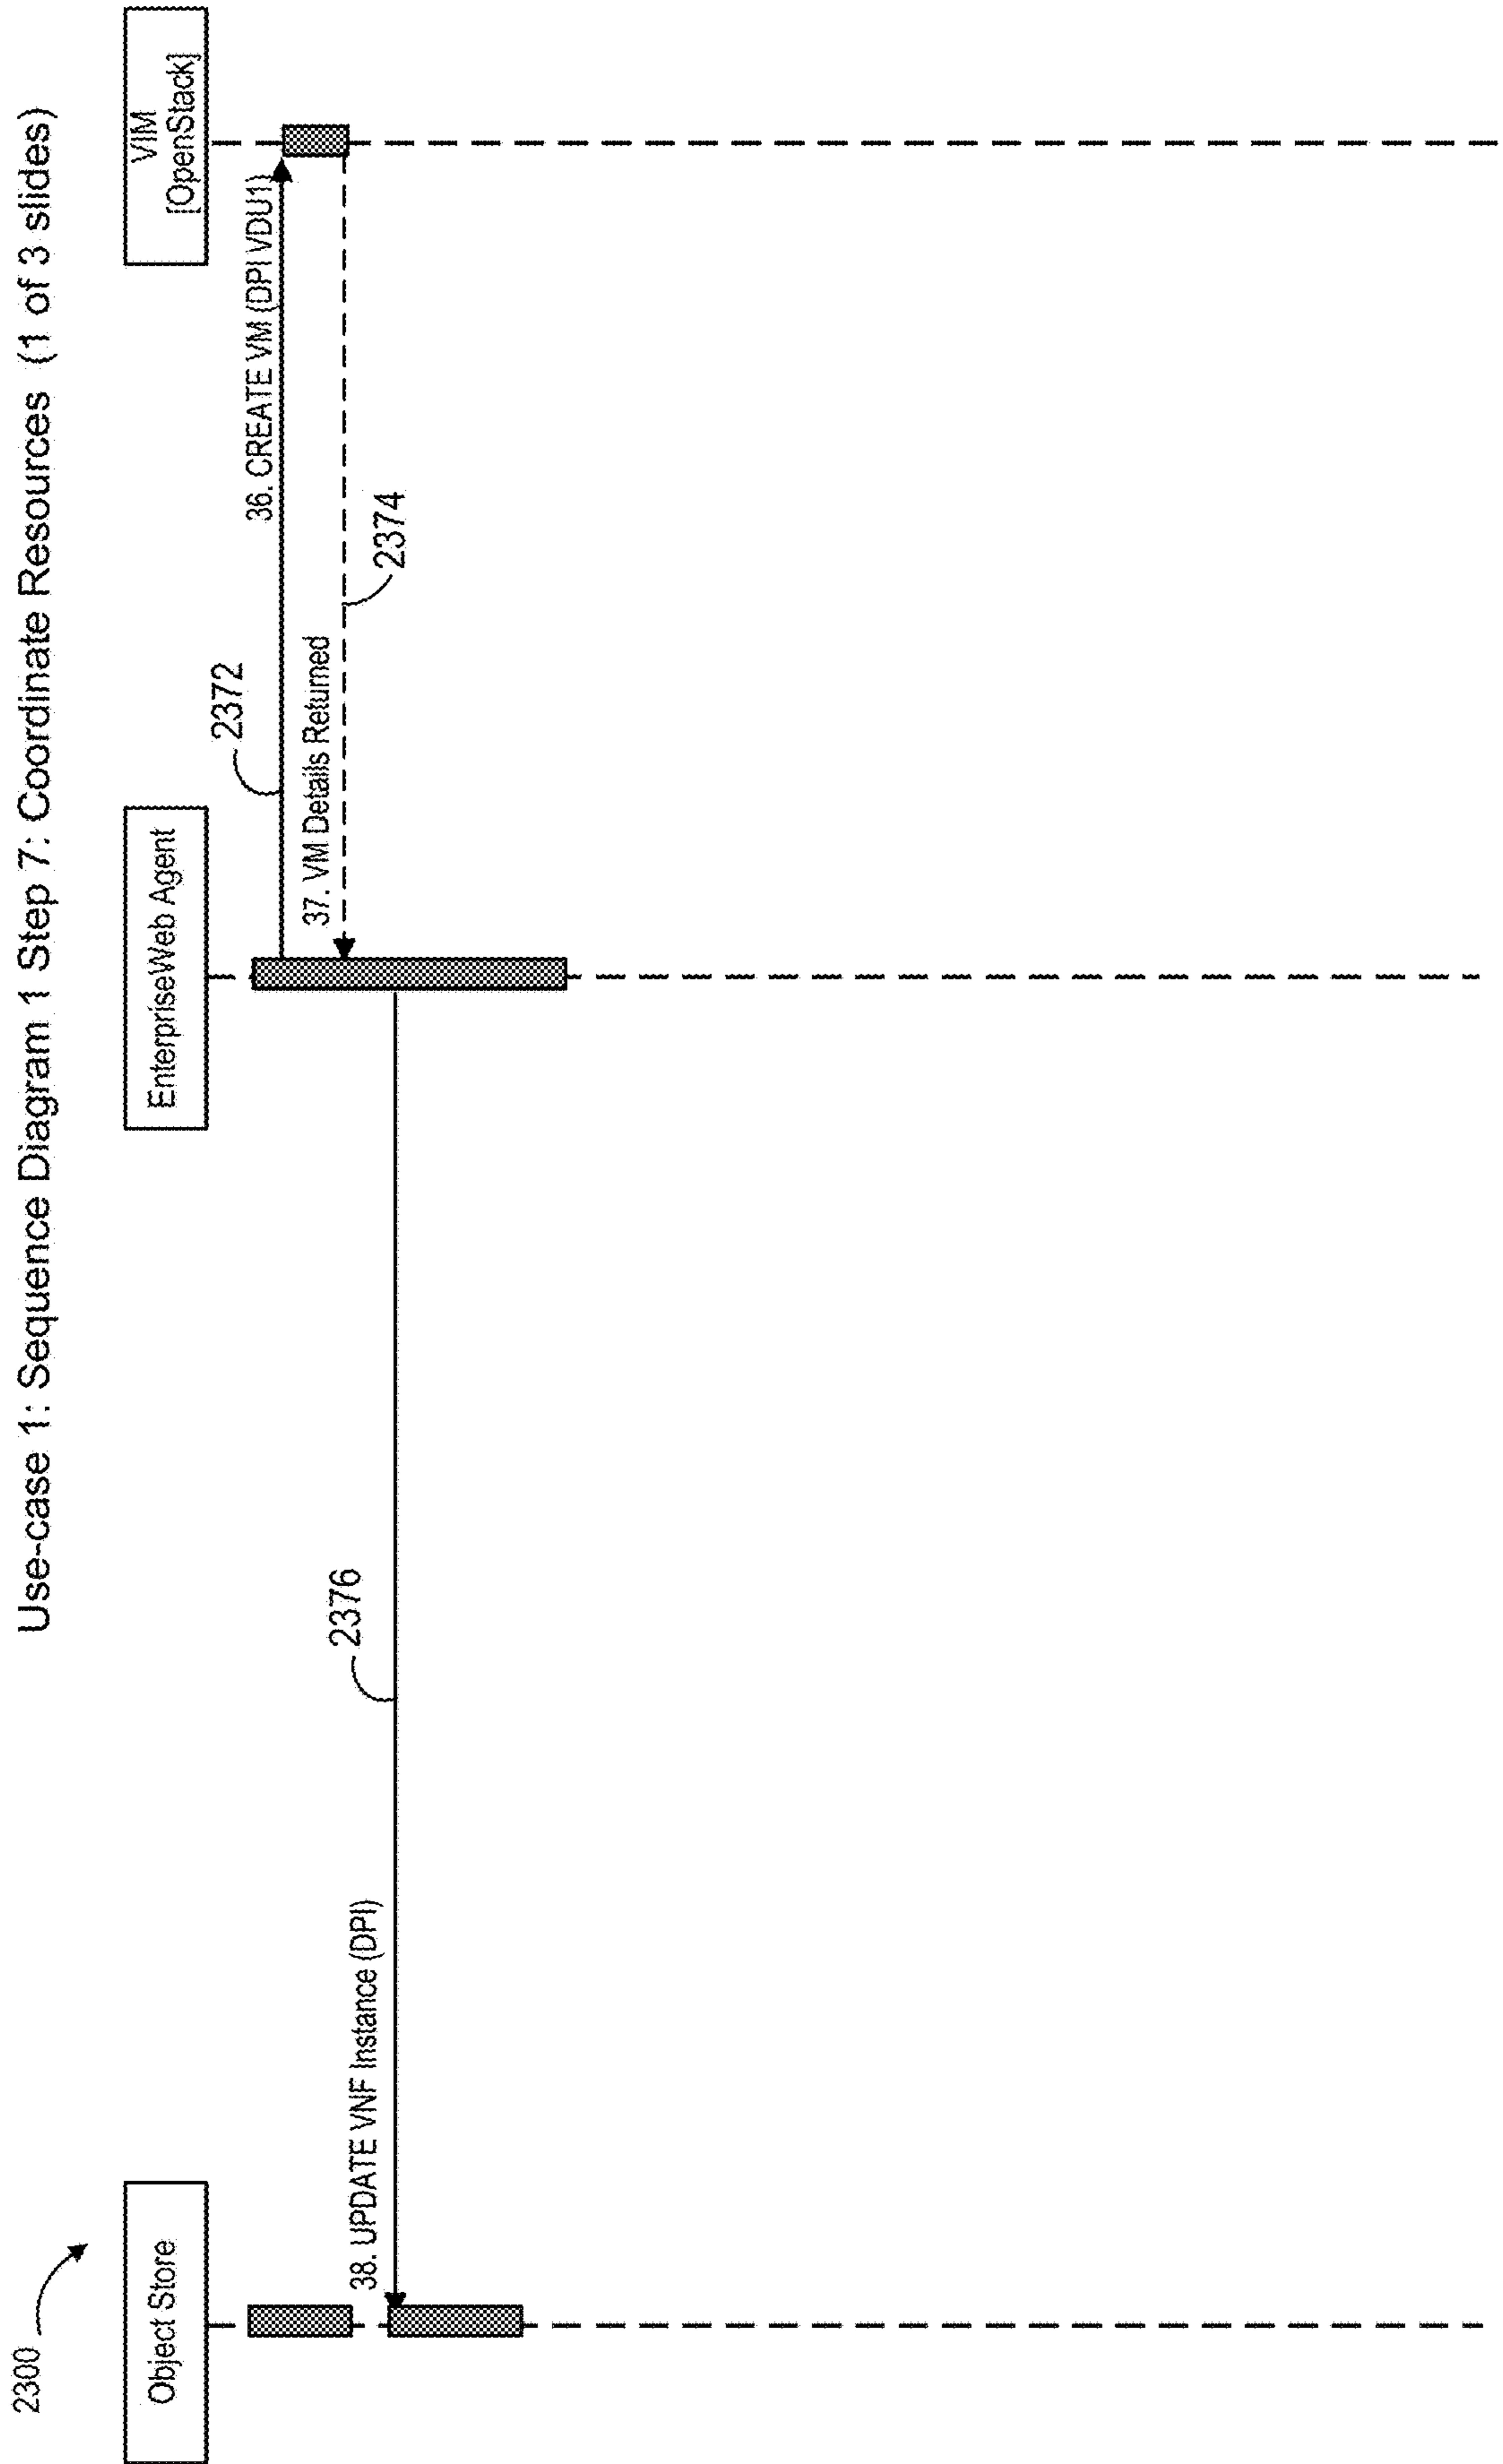 Use-case 1: Sequence Diagram 1 Step 7: Coordinate Resources (1 of 3 slides)
2300
Object Store
EnterpriseWeb Agent
VIM
[OpenStack]
36. CREATE VM (DPI VDU1)
2372
37. VM Details Returned
2374
38. UPDATE VNF Instance (DPI)
2376